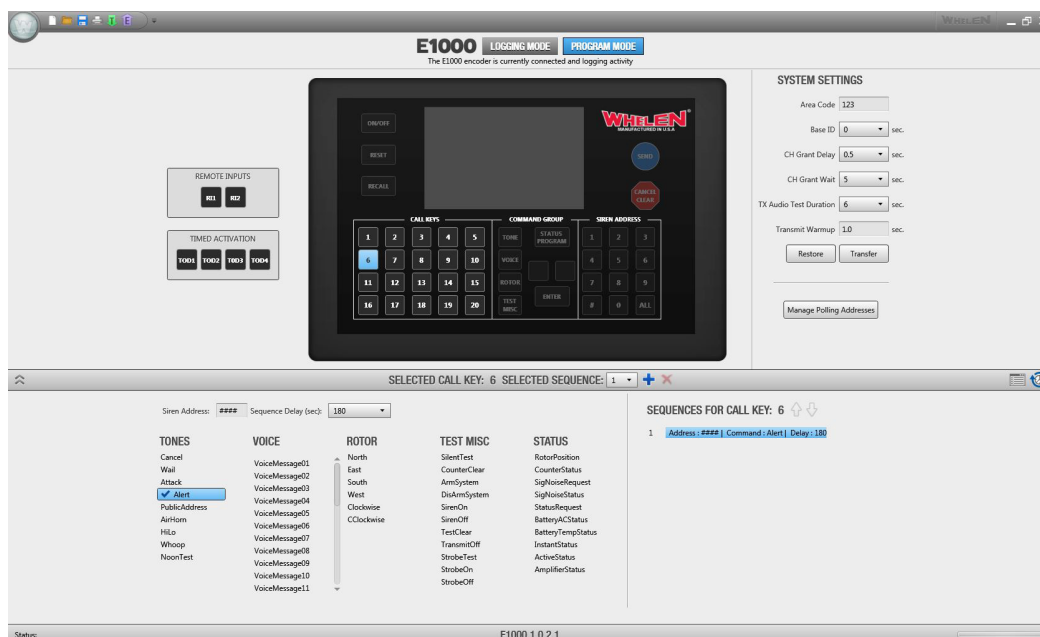 T E
WHELEN
E1000 LOGGING MODE PROGRAM MODE
The E1000 encoder is currently connected and logging activity
SYSTEM SETTINGS
Area Code 123
Base ID 0 sec.
CH Grant Delay 0.5 sec.
CH Grant Wait 5 sec.
TX Audio Test Duration 6 sec.
Transmit Warmup 1.0 sec.
Restore Transfer
Manage Polling Addresses
REMOTE INPUTS
RI1 RI2
TIMED ACTIVATION
TOD1 TOD2 TOD3 TOD4
ON/OFF
RESET
RECALL
WHELEN®
MANUFACTURED IN U.S.A
SEND
CANCEL
CLEAR
CALL KEYS
1 2 3 4 5
6 7 8 9 10
11 12 13 14 15
16 17 18 19 20
COMMAND GROUP
TONE STATUS PROGRAM
VOICE
ROTOR
TEST MISC ENTER
SIREN ADDRESS
1 2 3
4 5 6
7 8 9
# 0 ALL
SELECTED CALL KEY: 6 SELECTED SEQUENCE: 1
Siren Address: #### Sequence Delay (sec): 180
TONES
Cancel
Wail
Attack
Alert
PublicAddress
AirHorn
HiLo
Whoop
NoonTest
VOICE
VoiceMessage01
VoiceMessage02
VoiceMessage03
VoiceMessage04
VoiceMessage05
VoiceMessage06
VoiceMessage07
VoiceMessage08
VoiceMessage09
VoiceMessage10
VoiceMessage11
ROTOR
North
East
South
West
Clockwise
CClockwise
TEST MISC
SilentTest
CounterClear
ArmSystem
DisArmSystem
SirenOn
SirenOff
TestClear
TransmitOff
StrobeTest
StrobeOn
StrobeOff
STATUS
RotorPosition
CounterStatus
SigNoiseRequest
SigNoiseStatus
StatusRequest
BatteryACStatus
BatteryTempStatus
InstantStatus
ActiveStatus
AmplifierStatus
SEQUENCES FOR CALL KEY: 6
1 Address : #### | Command : Alert | Delay : 180
Status: E1000 1.0.2.1